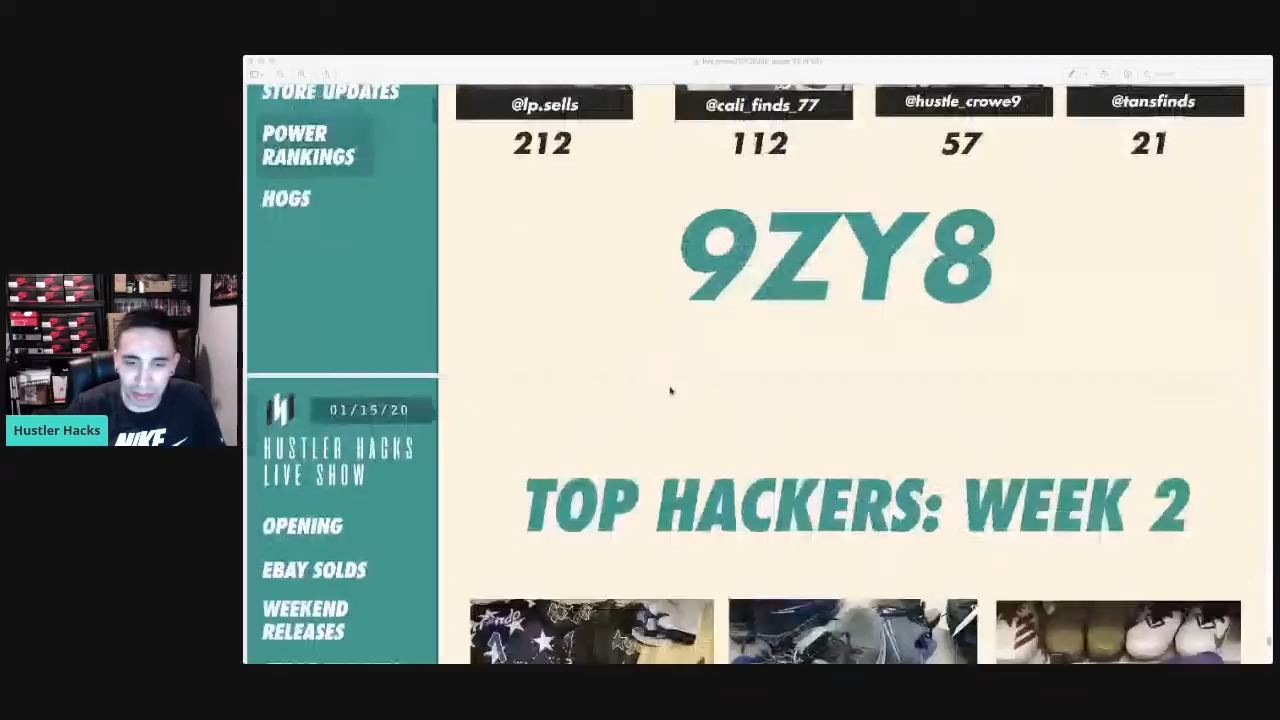 STORE UPDATES
POWER
RANKINGS
HOGS
@lp.sells
@cali_finds_77
@hustle_crowe9
@tansfinds
212
112
57
21
9ZY8
Hustler Hacks
NIKE
01/15/20
HUSTLER HACKS
LIVE SHOW
OPENING
EBAY SOLDS
WEEKEND
RELEASES
TOP HACKERS: WEEK 2